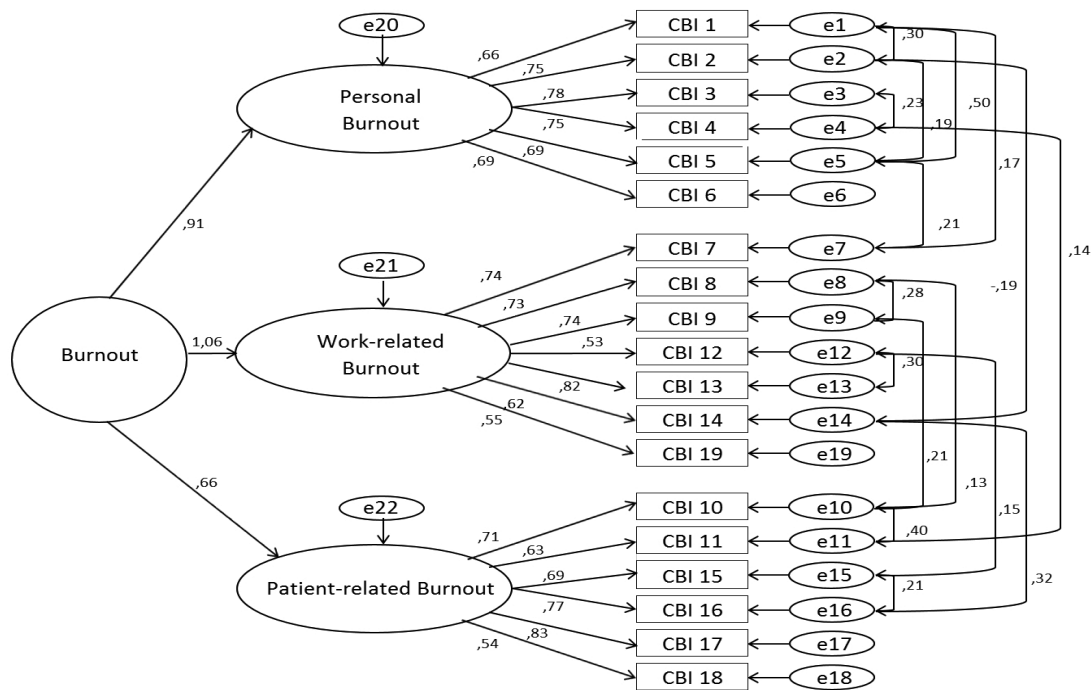 e20
Personal
Burnout
,66
,75
,78
,75
,69
,69
CBI 1
CBI 2
CBI 3
CBI 4
CBI 5
CBI 6
e1
e2
e3
e4
e5
e6
,30
,23
,19
,50
,17
,21
,14
,91
e21
Work-related
Burnout
,74
,73
,74
,53
,82
,62
,55
CBI 7
CBI 8
CBI 9
CBI 12
CBI 13
CBI 14
CBI 19
e7
e8
e9
e12
e13
e14
e19
,28
-,19
,30
,21
,13
,15
Burnout
1,06
,66
e22
Patient-related Burnout
,71
,63
,69
,77
,83
,54
CBI 10
CBI 11
CBI 15
CBI 16
CBI 17
CBI 18
e10
e11
e15
e16
e17
e18
,40
,21
,32